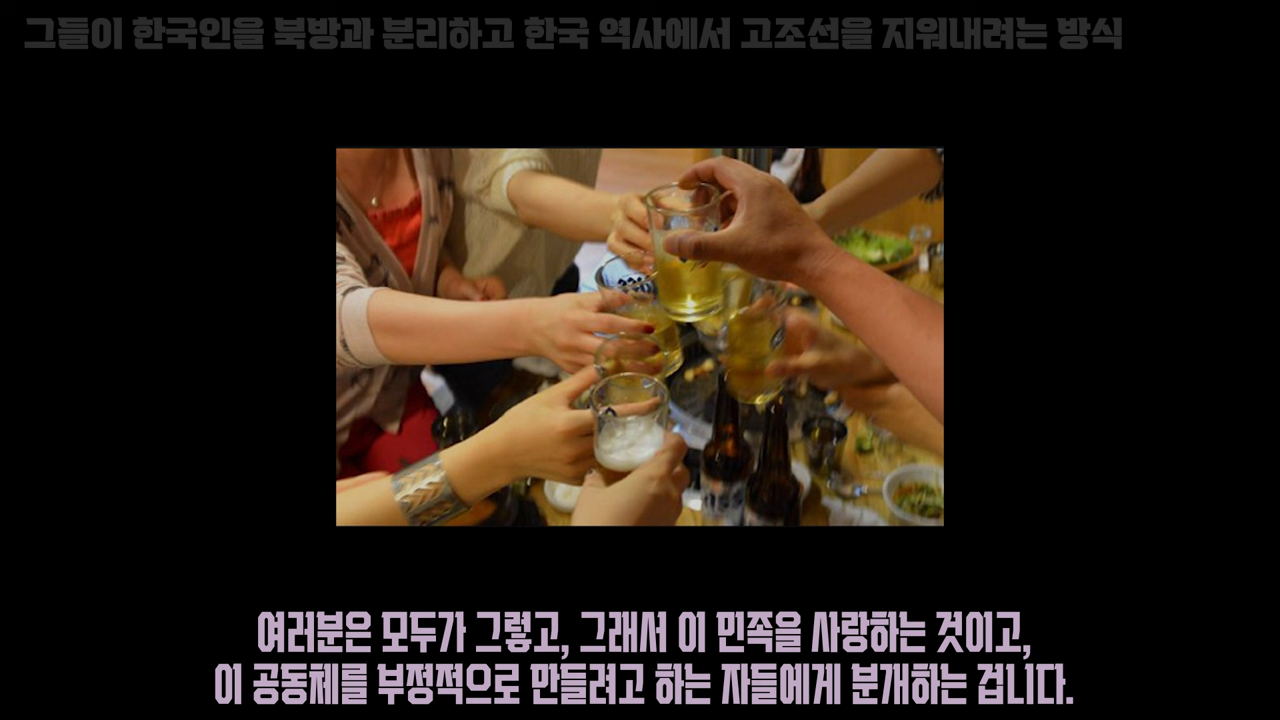 그들이 한국인을 북방과 분리하고 한국 역사에서 고조선을 지워내려는 방식
여러분은 모두가 그렇고, 그래서 이 민족을 사랑하는 것이고,
이 공동체를 부정적으로 만들려고 하는 자들에게 분개하는 겁니다.